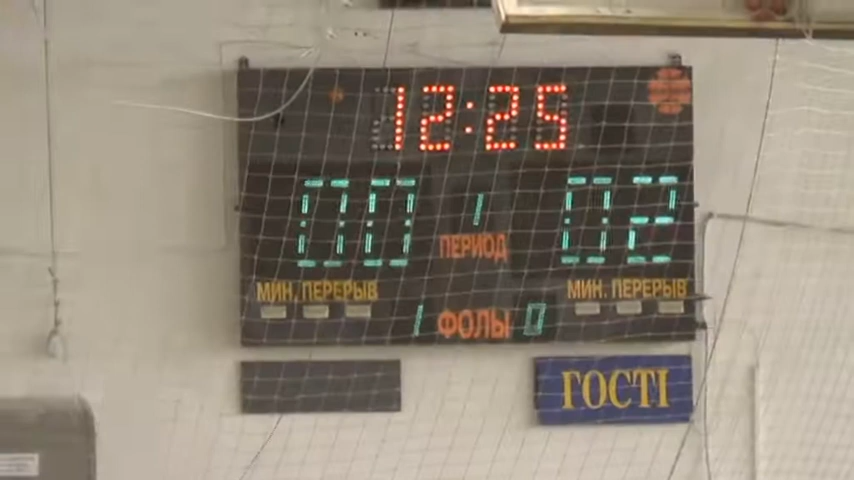 12:25
00 1 02
ПЕРИОД
МИН. ПЕРЕРЫВ МИН. ПЕРЕРЫВ
1 ФОЛЫ 0
ГОСТІ